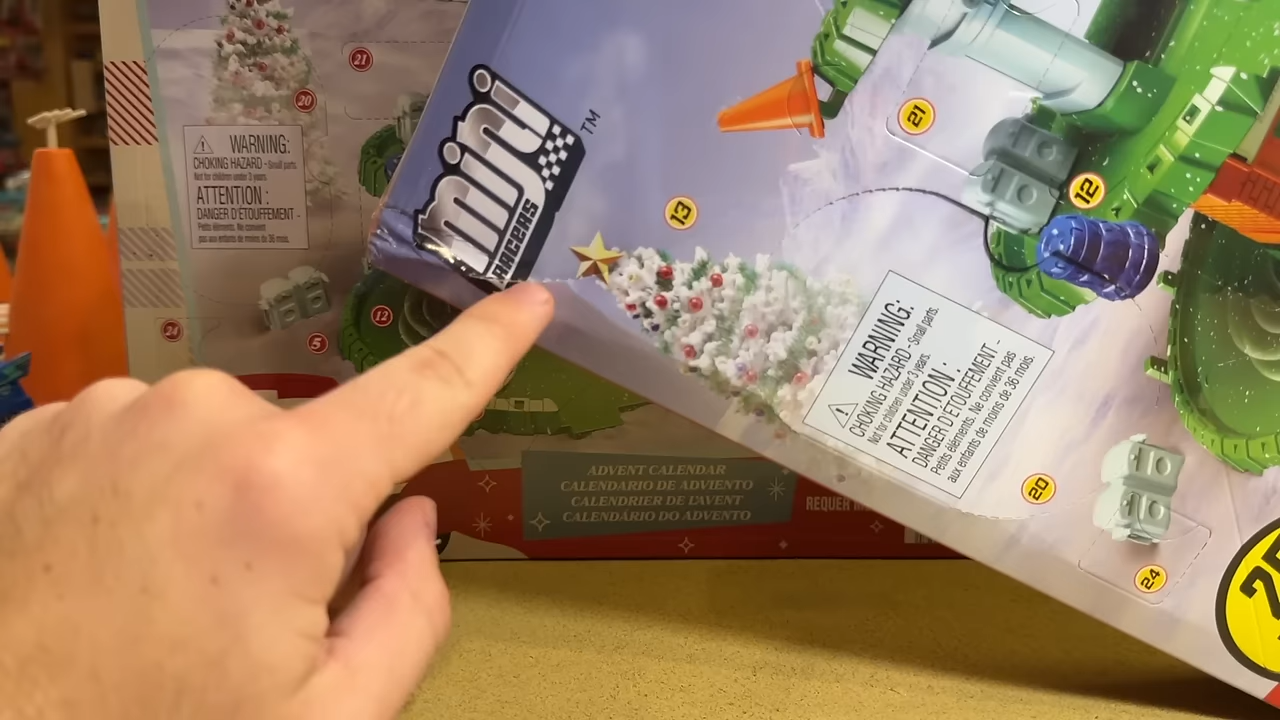 21
20
WARNING:
CHOKING HAZARD - Small parts.
Not for children under 3 years.
ATTENTION :
DANGER D'ÉTOUFFEMENT -
Petits éléments. Ne convient
pas aux enfants de moins de 36 mois.
24
5
12
mini
RACERS
TM
13
21
12
WARNING:
CHOKING HAZARD - Small parts.
Not for children under 3 years.
ATTENTION :
DANGER D'ÉTOUFFEMENT -
Petits éléments. Ne convient pas
aux enfants de moins de 36 mois.
20
24
ADVENT CALENDAR
CALENDARIO DE ADVIENTO
CALENDRIER DE L'AVENT
CALENDÁRIO DO ADVENTO
REQUER